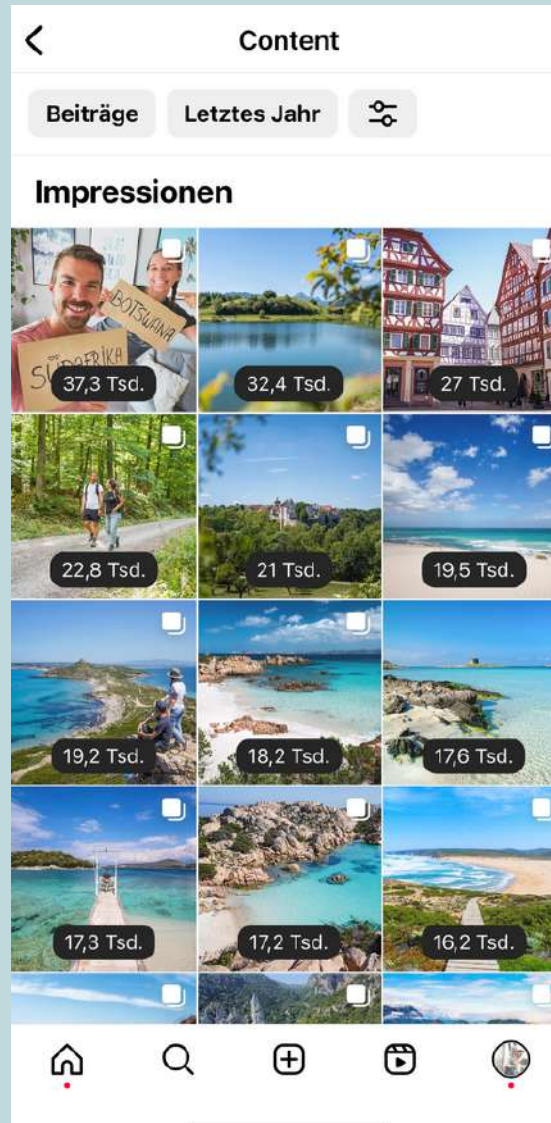 Content
Beiträge
Letztes Jahr
Impressionen
BOTSWANA
SÜDAFRIKA
37,3 Tsd.
32,4 Tsd.
27 Tsd.
22,8 Tsd.
21 Tsd.
19,5 Tsd.
19,2 Tsd.
18,2 Tsd.
17,6 Tsd.
17,3 Tsd.
17,2 Tsd.
16,2 Tsd.